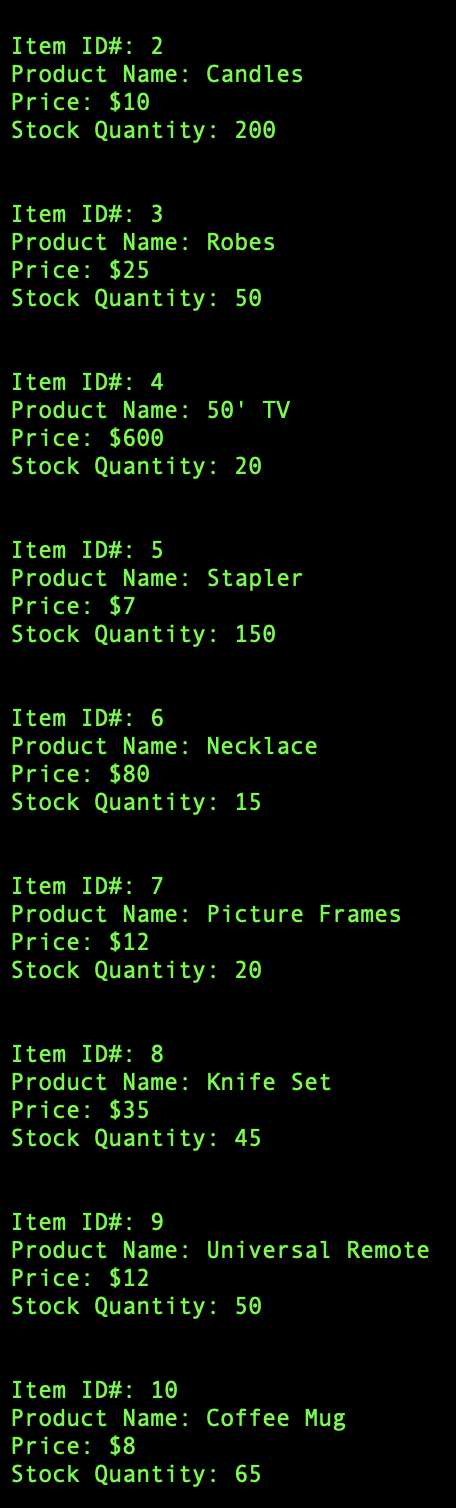 Item ID#: 2
Product Name: Candles
Price: $10
Stock Quantity: 200
Item ID#: 3
Product Name: Robes
Price: $25
Stock Quantity: 50
Item ID#: 4
Product Name: 50' TV
Price: $600
Stock Quantity: 20
Item ID#: 5
Product Name: Stapler
Price: $7
Stock Quantity: 150
Item ID#: 6
Product Name: Necklace
Price: $80
Stock Quantity: 15
Item ID#: 7
Product Name: Picture Frames
Price: $12
Stock Quantity: 20
Item ID#: 8
Product Name: Knife Set
Price: $35
Stock Quantity: 45
Item ID#: 9
Product Name: Universal Remote
Price: $12
Stock Quantity: 50
Item ID#: 10
Product Name: Coffee Mug
Price: $8
Stock Quantity: 65